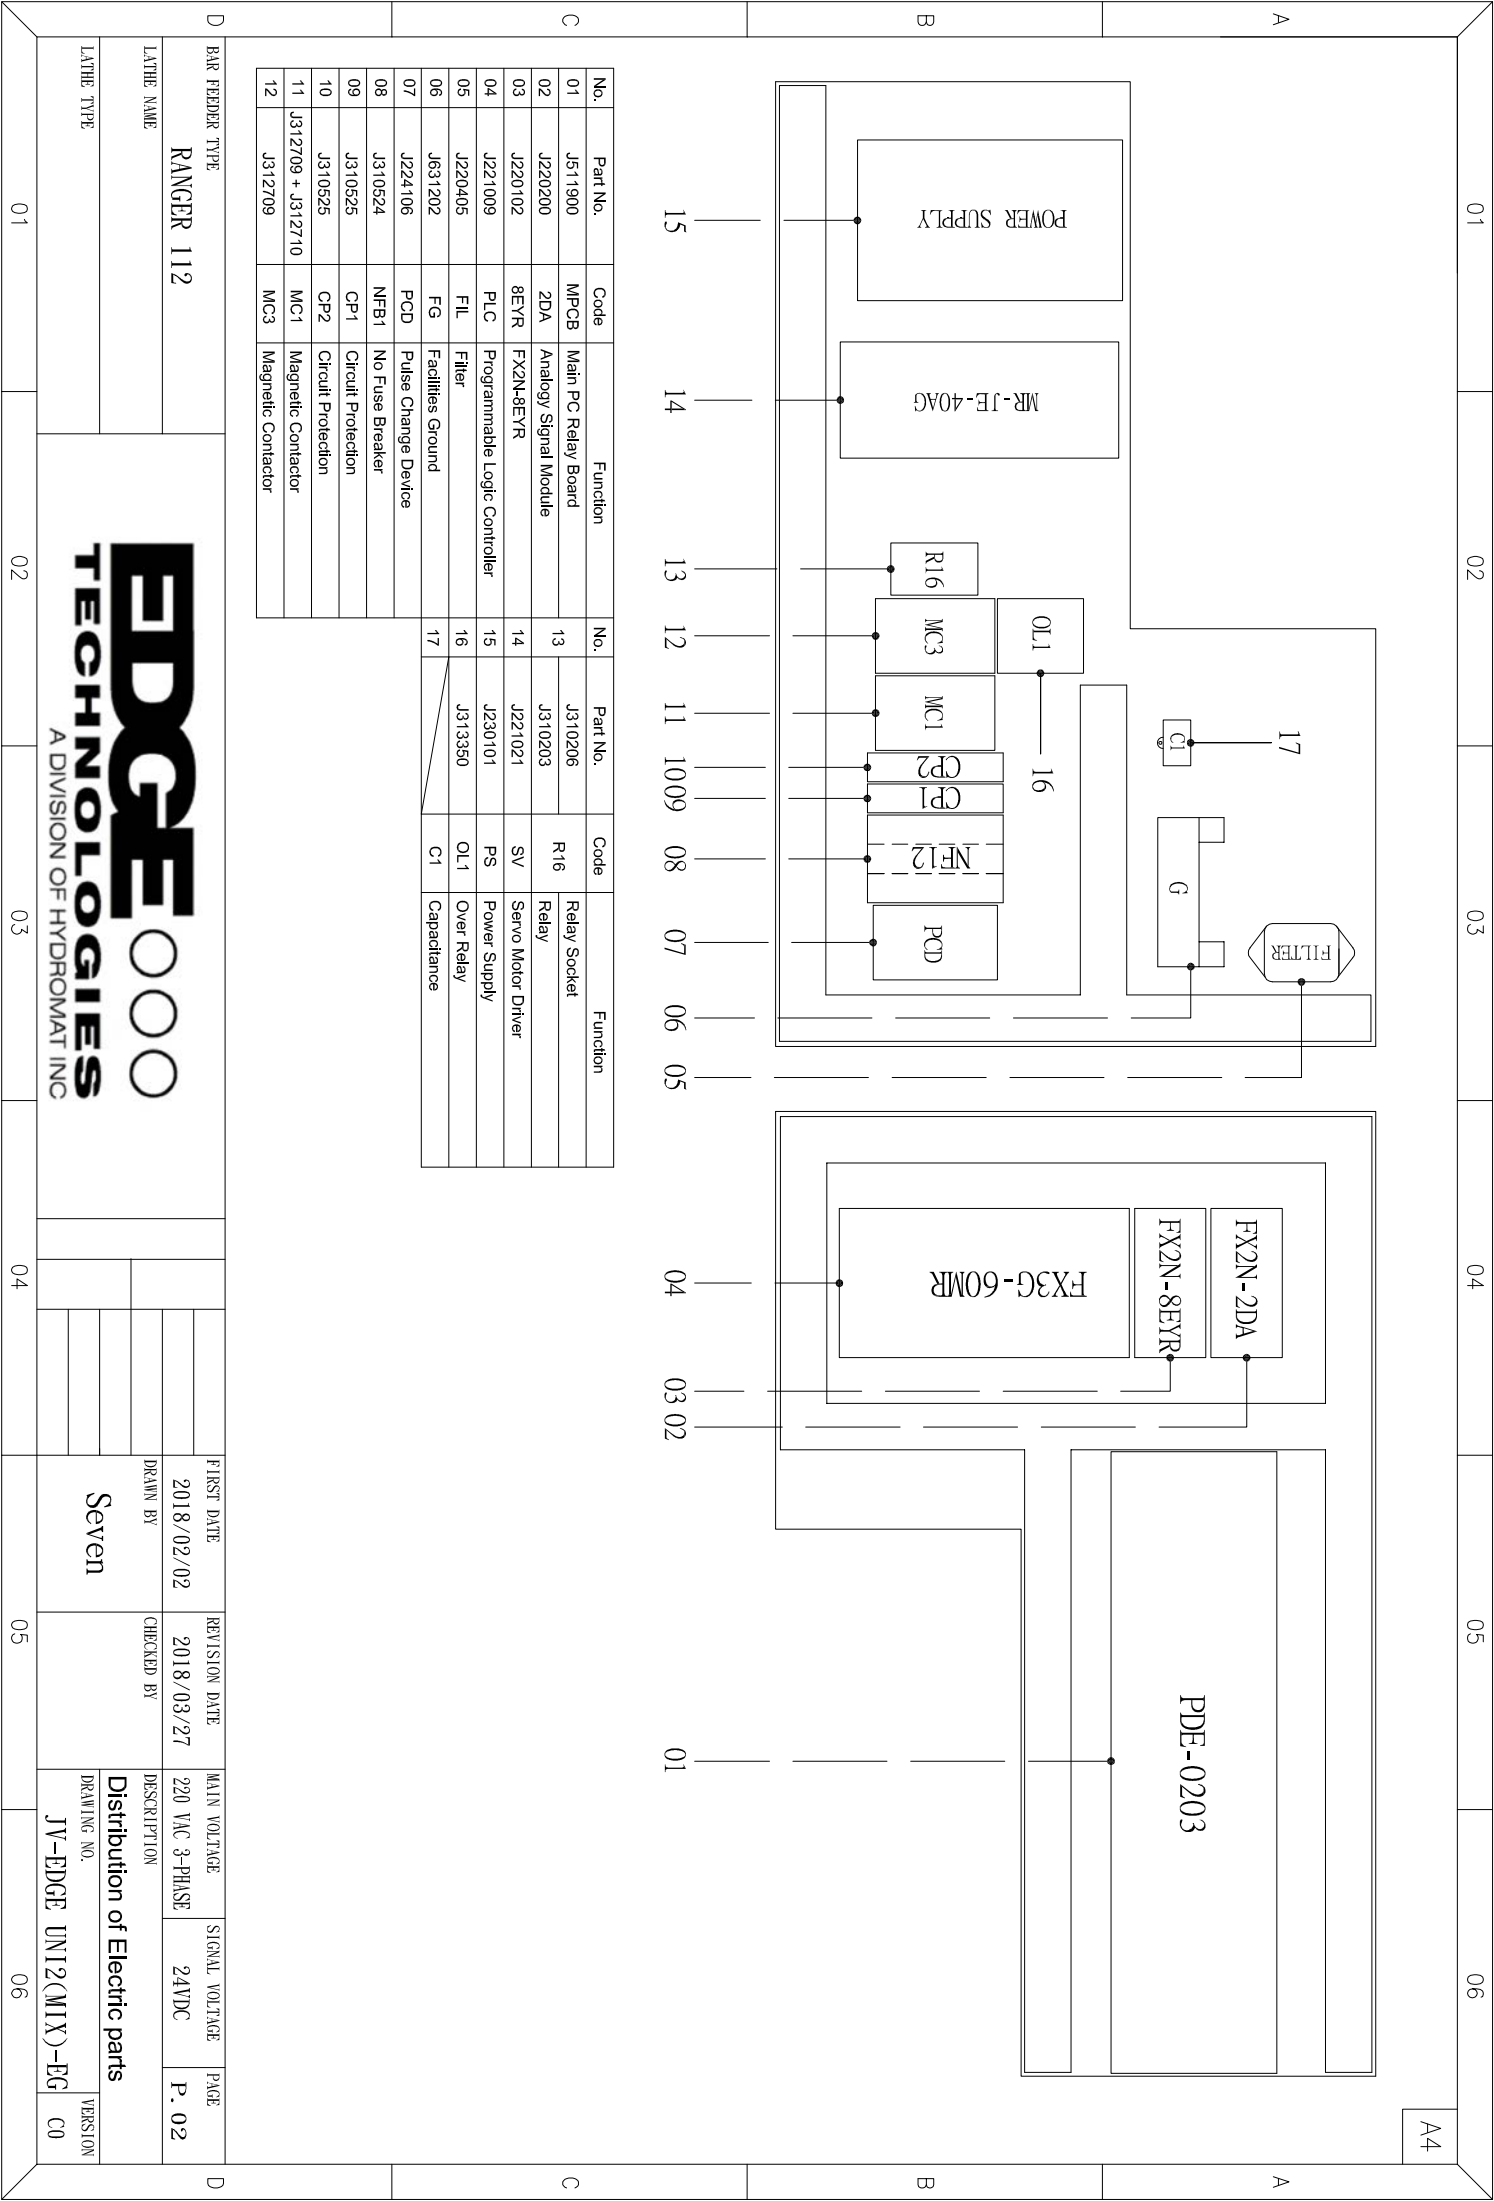 01
02
03
04
05
06
A4
A
B
C
D
A
B
C
D
17
C1
G
FILTER
POWER SUPPLY
MR-JE-40AG
R16
MC3
OL1
MC1
CP2
CP1
NF12
PCD
16
FX2N-2DA
FX2N-8EYR
FX3G-60MR
PDE-0203
15
14
13
12
11
10
09
08
07
06
05
04
03
02
01
No. Part No. Code Function
01 J511900 MPCB Main PC Relay Board
02 J220200 2DA Analogy Signal Module
03 J220102 8EYR FX2N-8EYR
04 J221009 PLC Programmable Logic Controller
05 J220405 FIL Filter
06 J631202 FG Facilities Ground
07 J224106 PCD Pulse Change Device
08 J310524 NFB1 No Fuse Breaker
09 J310525 CP1 Circuit Protection
10 J310525 CP2 Circuit Protection
11 J312709 + J312710 MC1 Magnetic Contactor
12 J312709 MC3 Magnetic Contactor
No. Part No. Code Function
13 J310206 R16 Relay Socket
J310203 Relay
14 J221021 SV Servo Motor Driver
15 J230101 PS Power Supply
16 J313350 OL1 Over Relay
17 C1 Capacitance
BAR FEEDER TYPE
RANGER 112
LATHE NAME
LATHE TYPE
EDGE
TECHNOLOGIES
A DIVISION OF HYDROMAT INC
FIRST DATE
2018/02/02
REVISION DATE
2018/03/27
MAIN VOLTAGE
220 VAC 3-PHASE
SIGNAL VOLTAGE
24VDC
PAGE
P. 02
DRAWN BY
Seven
CHECKED BY
DESCRIPTION
Distribution of Electric parts
DRAWING NO.
JV-EDGE UNI2(MIX)-EG
VERSION
C0
01
02
03
04
05
06